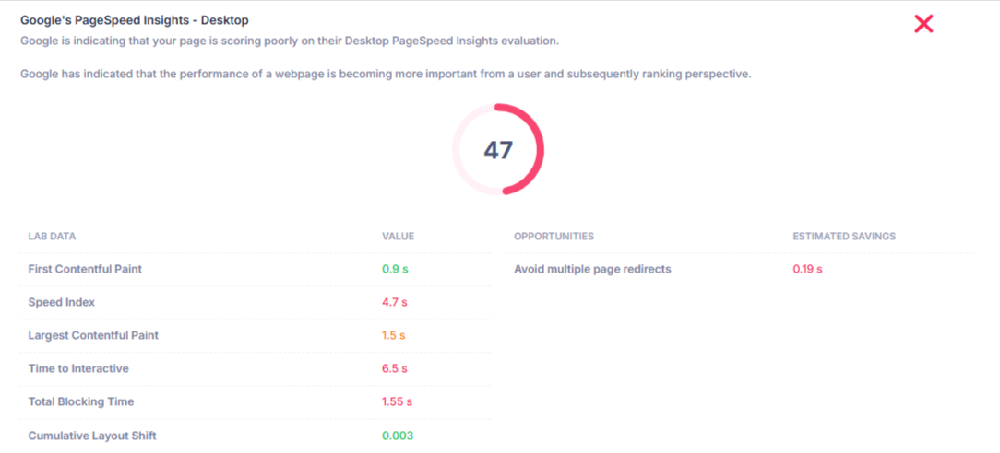 Google's PageSpeed Insights - Desktop
Google is indicating that your page is scoring poorly on their Desktop PageSpeed Insights evaluation.
Google has indicated that the performance of a webpage is becoming more important from a user and subsequently ranking perspective.
47
LAB DATA VALUE
First Contentful Paint 0.9 s
Speed Index 4.7 s
Largest Contentful Paint 1.5 s
Time to Interactive 6.5 s
Total Blocking Time 1.55 s
Cumulative Layout Shift 0.003
OPPORTUNITIES ESTIMATED SAVINGS
Avoid multiple page redirects 0.19 s